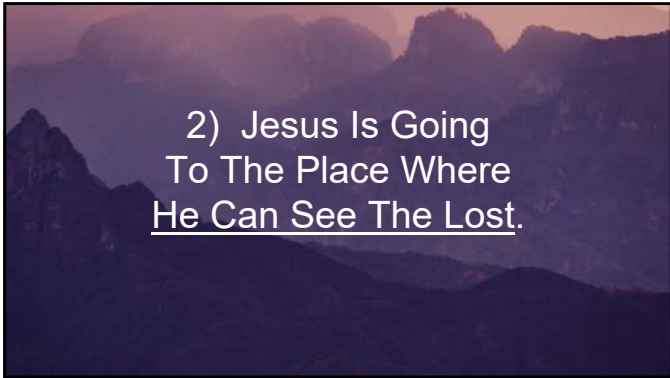 2) Jesus Is Going
To The Place Where
He Can See The Lost.